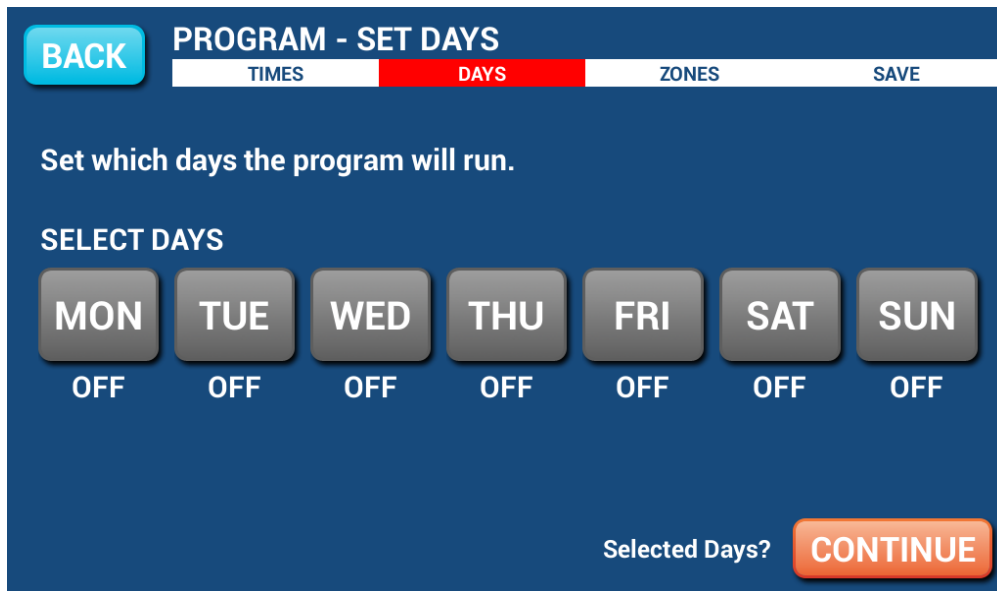 BACK
PROGRAM - SET DAYS
TIMES DAYS ZONES SAVE
Set which days the program will run.
SELECT DAYS
MON TUE WED THU FRI SAT SUN
OFF OFF OFF OFF OFF OFF OFF
Selected Days? CONTINUE